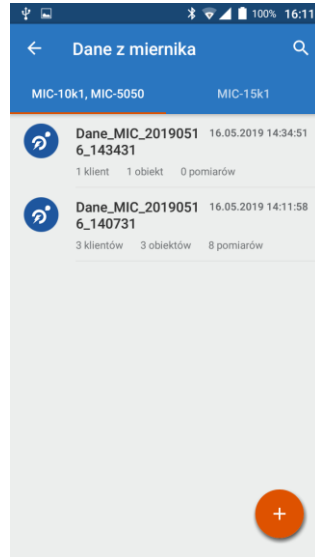 100% 16:11
Dane z miernika
MIC-10k1, MIC-5050 MIC-15k1
Dane_MIC_2019051 16.05.2019 14:34:51
6_143431
1 klient 1 obiekt 0 pomiarów
Dane_MIC_2019051 16.05.2019 14:11:58
6_140731
3 klientów 3 obiektów 8 pomiarów
+